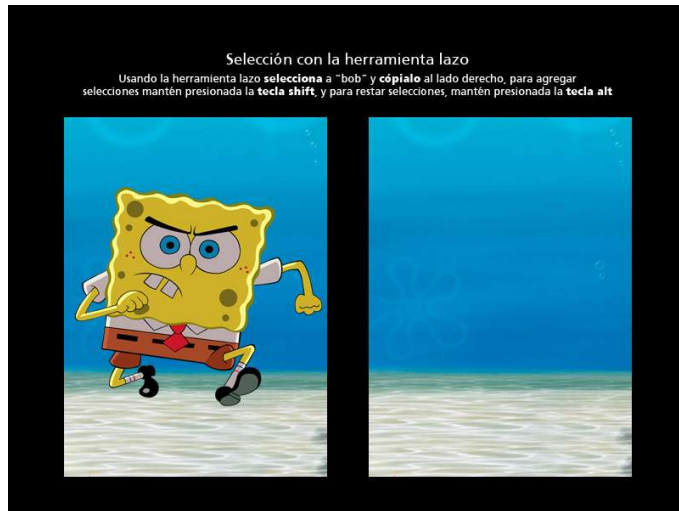 Selección con la herramienta lazo
Usando la herramienta lazo selecciona a "bob" y cópialo al lado derecho, para agregar
selecciones mantén presionada la tecla shift, y para restar selecciones, mantén presionada la tecla alt